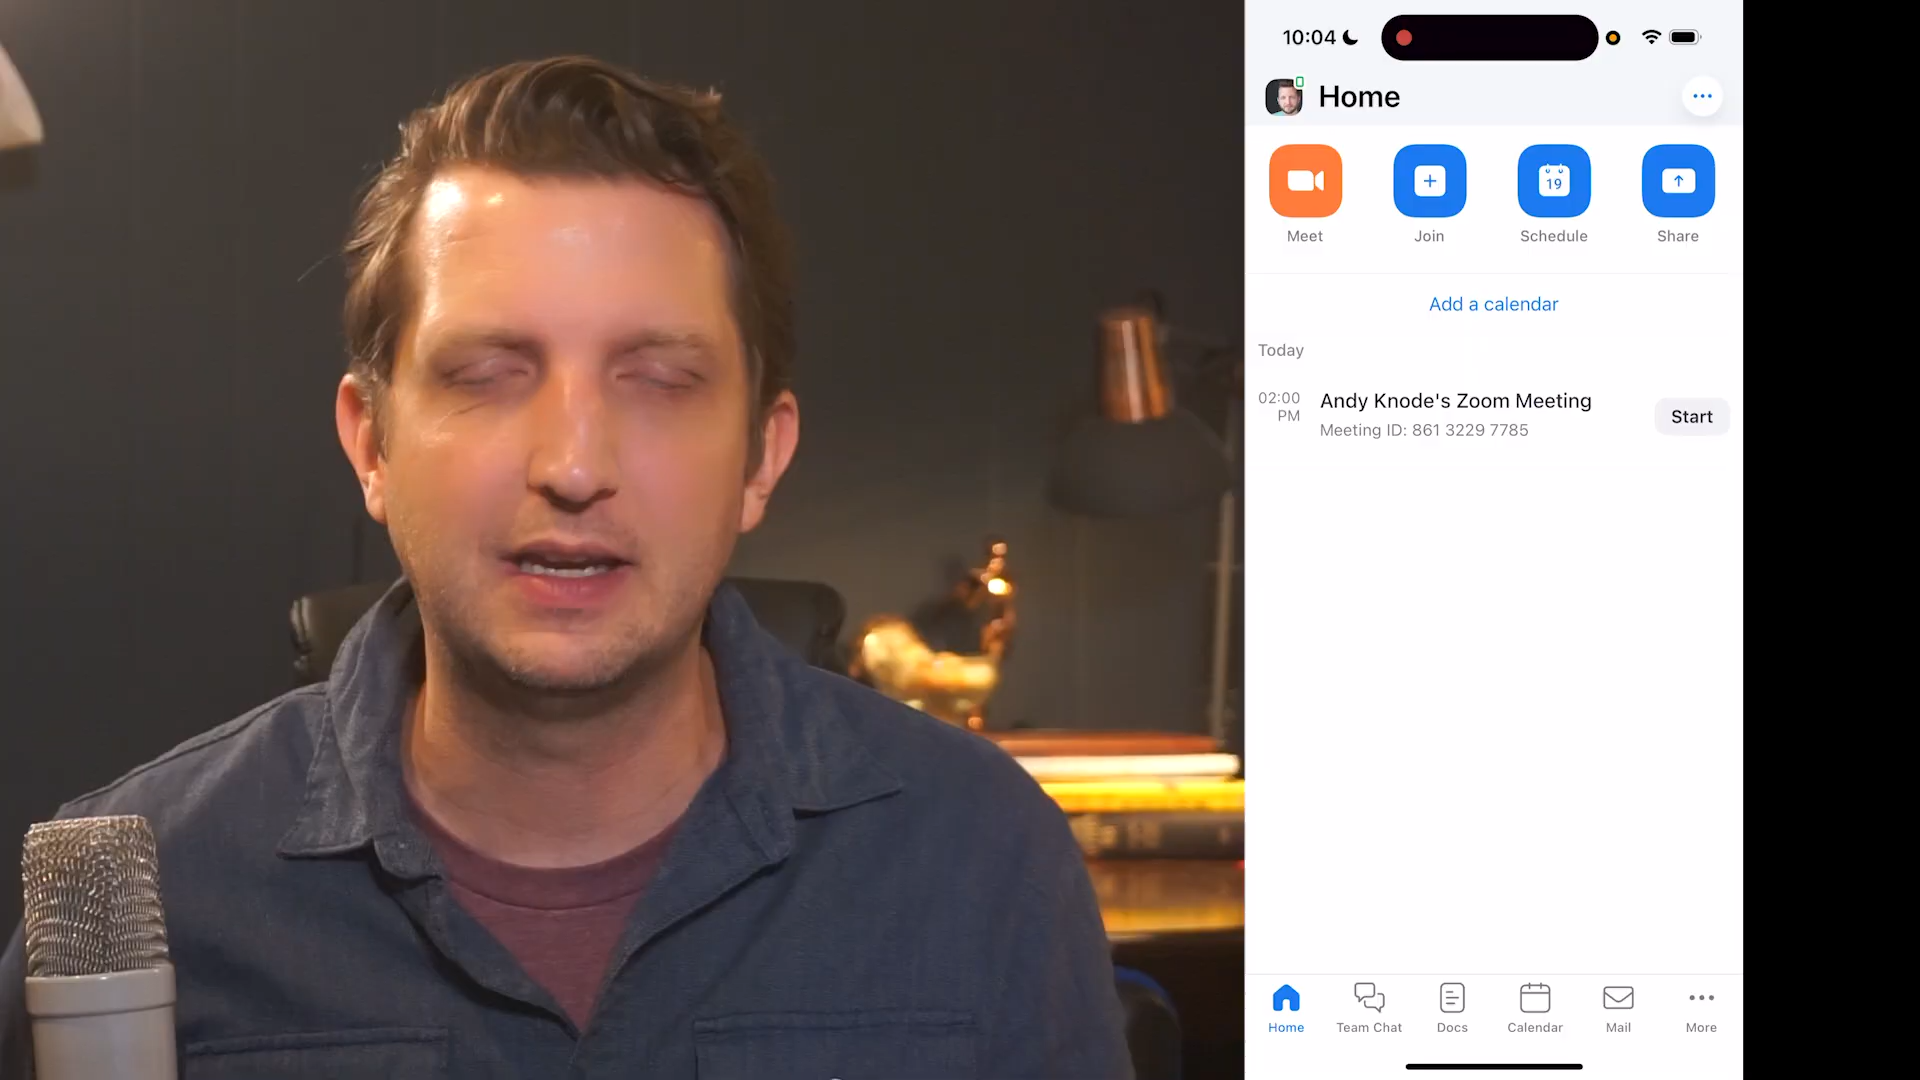 10:04
Home
19
Meet
Join
Schedule
Share
Add a calendar
Today
02:00 PM
Andy Knode's Zoom Meeting
Meeting ID: 861 3229 7785
Start
Home
Team Chat
Docs
Calendar
Mail
More